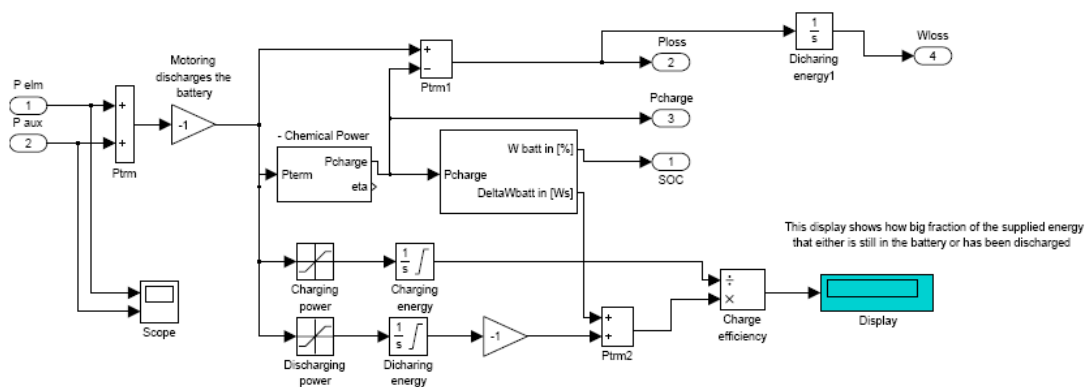 P elm
1
P aux
2
+
+
Ptrm
Motoring
discharges the
battery
-1
+
−
Ptrm1
Ploss
2
1
s
Dicharing
energy1
Wloss
4
Pcharge
3
- Chemical Power
Pterm
Pcharge
eta
Pcharge
W batt in [%]
DeltaWbatt in [Ws]
1
SOC
This display shows how big fraction of the supplied energy
that either is still in the battery or has been discharged
Scope
Charging
power
1
s
Charging
energy
Discharging
power
1
s
Dicharing
energy
-1
+
+
Ptrm2
÷
×
Charge
efficiency
Display